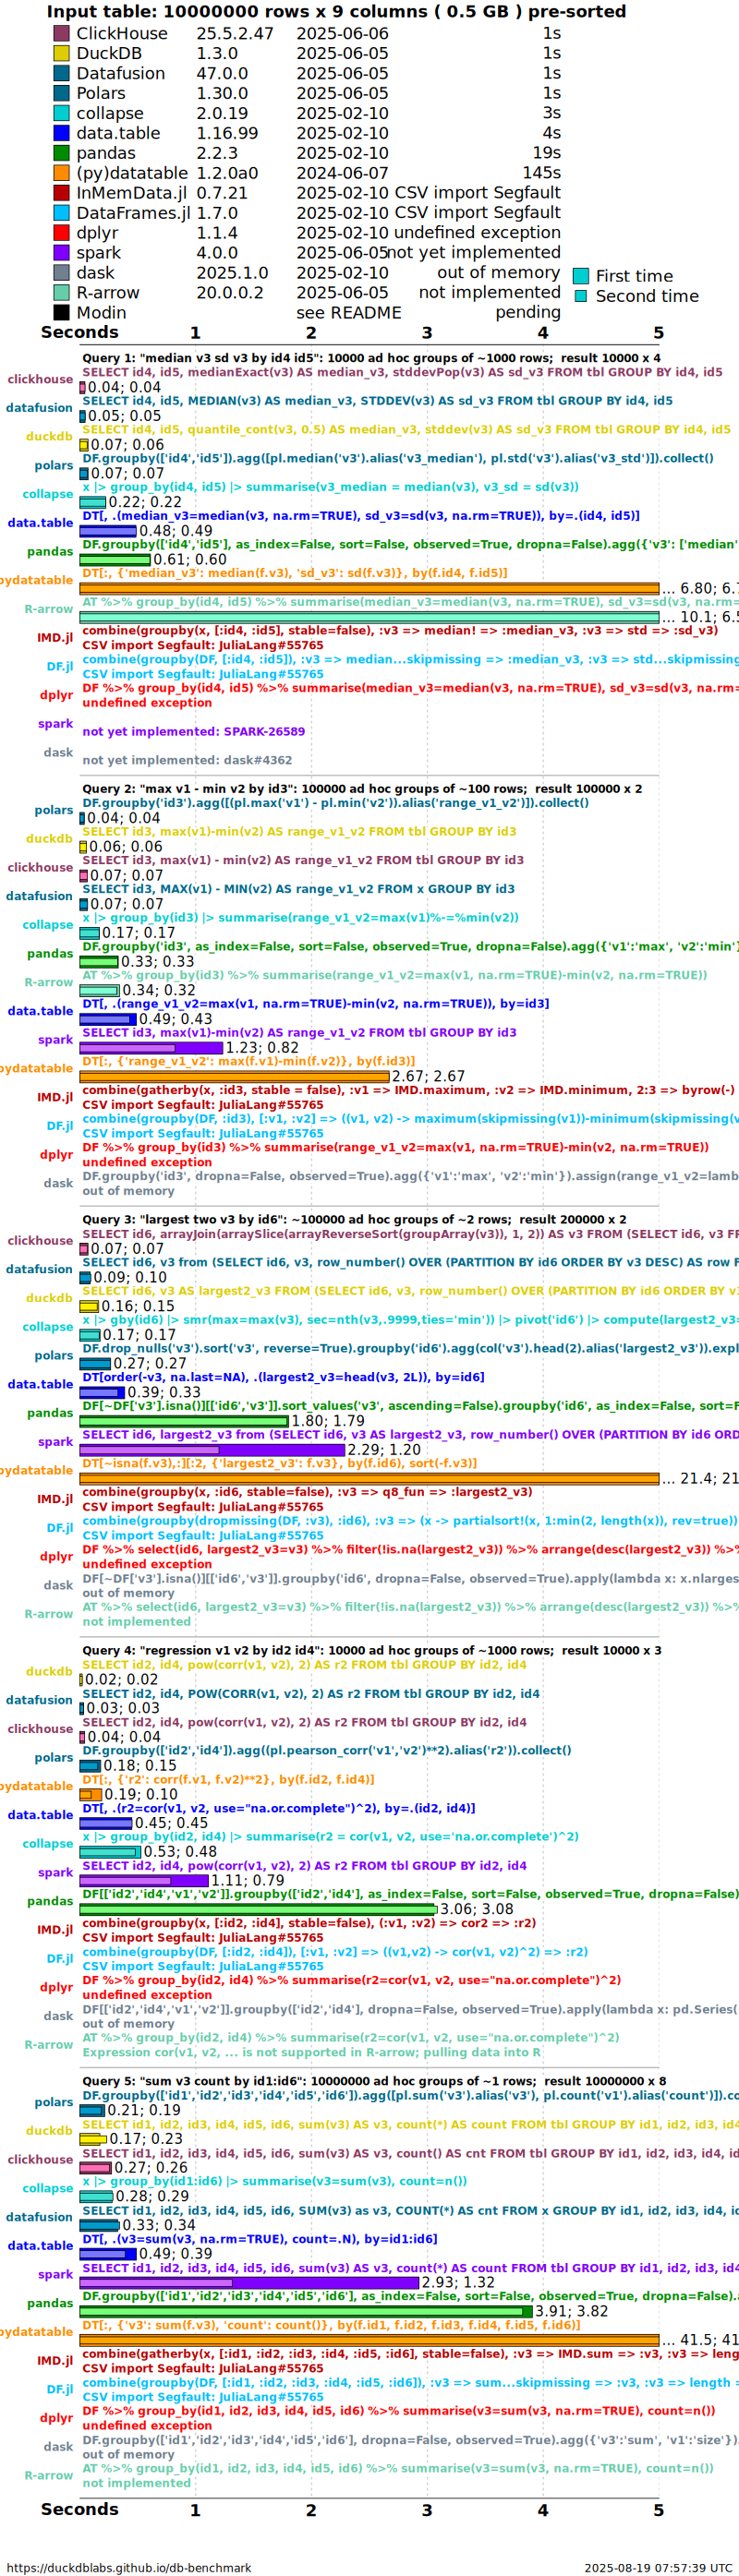 Input table: 10000000 rows x 9 columns ( 0.5 GB ) pre-sorted
ClickHouse 25.5.2.47 2025-06-06 1s
DuckDB 1.3.0 2025-06-05 1s
Datafusion 47.0.0 2025-06-05 1s
Polars 1.30.0 2025-06-05 1s
collapse 2.0.19 2025-02-10 3s
data.table 1.16.99 2025-02-10 4s
pandas 2.2.3 2025-02-10 19s
(py)datatable 1.2.0a0 2024-06-07 145s
InMemData.jl 0.7.21 2025-02-10 CSV import Segfault
DataFrames.jl 1.7.0 2025-02-10 CSV import Segfault
dplyr 1.1.4 2025-02-10 undefined exception
spark 4.0.0 2025-06-05 not yet implemented
dask 2025.1.0 2025-02-10 out of memory First time
R-arrow 20.0.0.2 2025-06-05 not implemented Second time
Modin see README pending
Seconds 1 2 3 4 5
Query 1: "median v3 sd v3 by id4 id5": 10000 ad hoc groups of ~1000 rows; result 10000 x 4
SELECT id4, id5, medianExact(v3) AS median_v3, stddevPop(v3) AS sd_v3 FROM tbl GROUP BY id4, id5
clickhouse 0.04; 0.04
SELECT id4, id5, MEDIAN(v3) AS median_v3, STDDEV(v3) AS sd_v3 FROM tbl GROUP BY id4, id5
datafusion 0.05; 0.05
SELECT id4, id5, quantile_cont(v3, 0.5) AS median_v3, stddev(v3) AS sd_v3 FROM tbl GROUP BY id4, id5
duckdb 0.07; 0.06
DF.groupby(['id4','id5']).agg([pl.median('v3').alias('v3_median'), pl.std('v3').alias('v3_std')]).collect()
polars 0.07; 0.07
x |> group_by(id4, id5) |> summarise(v3_median = median(v3), v3_sd = sd(v3))
collapse 0.22; 0.22
DT[, .(median_v3=median(v3, na.rm=TRUE), sd_v3=sd(v3, na.rm=TRUE)), by=.(id4, id5)]
data.table 0.48; 0.49
DF.groupby(['id4','id5'], as_index=False, sort=False, observed=True, dropna=False).agg({'v3': ['median'
pandas 0.61; 0.60
DT[:, {'median_v3': median(f.v3), 'sd_v3': sd(f.v3)}, by(f.id4, f.id5)]
pydatatable ... 6.80; 6.7
AT %>% group_by(id4, id5) %>% summarise(median_v3=median(v3, na.rm=TRUE), sd_v3=sd(v3, na.rm=
R-arrow ... 10.1; 6.5
IMD.jl combine(groupby(x, [:id4, :id5], stable=false), :v3 => median! => :median_v3, :v3 => std => :sd_v3)
CSV import Segfault: JuliaLang#55765
DF.jl combine(groupby(DF, [:id4, :id5]), :v3 => median...skipmissing => :median_v3, :v3 => std...skipmissing
CSV import Segfault: JuliaLang#55765
dplyr DF %>% group_by(id4, id5) %>% summarise(median_v3=median(v3, na.rm=TRUE), sd_v3=sd(v3, na.rm=
undefined exception
spark
not yet implemented: SPARK-26589
dask
not yet implemented: dask#4362
Query 2: "max v1 - min v2 by id3": 100000 ad hoc groups of ~100 rows; result 100000 x 2
DF.groupby('id3').agg([(pl.max('v1') - pl.min('v2')).alias('range_v1_v2')]).collect()
polars 0.04; 0.04
SELECT id3, max(v1)-min(v2) AS range_v1_v2 FROM tbl GROUP BY id3
duckdb 0.06; 0.06
SELECT id3, max(v1) - min(v2) AS range_v1_v2 FROM tbl GROUP BY id3
clickhouse 0.07; 0.07
SELECT id3, MAX(v1) - MIN(v2) AS range_v1_v2 FROM x GROUP BY id3
datafusion 0.07; 0.07
x |> group_by(id3) |> summarise(range_v1_v2=max(v1)%-=%min(v2))
collapse 0.17; 0.17
DF.groupby('id3', as_index=False, sort=False, observed=True, dropna=False).agg({'v1':'max', 'v2':'min'}
pandas 0.33; 0.33
AT %>% group_by(id3) %>% summarise(range_v1_v2=max(v1, na.rm=TRUE)-min(v2, na.rm=TRUE))
R-arrow 0.34; 0.32
DT[, .(range_v1_v2=max(v1, na.rm=TRUE)-min(v2, na.rm=TRUE)), by=id3]
data.table 0.49; 0.43
SELECT id3, max(v1)-min(v2) AS range_v1_v2 FROM tbl GROUP BY id3
spark 1.23; 0.82
DT[:, {'range_v1_v2': max(f.v1)-min(f.v2)}, by(f.id3)]
pydatatable 2.67; 2.67
IMD.jl combine(gatherby(x, :id3, stable = false), :v1 => IMD.maximum, :v2 => IMD.minimum, 2:3 => byrow(-)
CSV import Segfault: JuliaLang#55765
DF.jl combine(groupby(DF, :id3), [:v1, :v2] => ((v1, v2) -> maximum(skipmissing(v1))-minimum(skipmissing(v
CSV import Segfault: JuliaLang#55765
dplyr DF %>% group_by(id3) %>% summarise(range_v1_v2=max(v1, na.rm=TRUE)-min(v2, na.rm=TRUE))
undefined exception
dask DF.groupby('id3', dropna=False, observed=True).agg({'v1':'max', 'v2':'min'}).assign(range_v1_v2=lamb
out of memory
Query 3: "largest two v3 by id6": ~100000 ad hoc groups of ~2 rows; result 200000 x 2
SELECT id6, arrayJoin(arraySlice(arrayReverseSort(groupArray(v3)), 1, 2)) AS v3 FROM (SELECT id6, v3 FR
clickhouse 0.07; 0.07
SELECT id6, v3 from (SELECT id6, v3, row_number() OVER (PARTITION BY id6 ORDER BY v3 DESC) AS row F
datafusion 0.09; 0.10
SELECT id6, v3 AS largest2_v3 FROM (SELECT id6, v3, row_number() OVER (PARTITION BY id6 ORDER BY v3
duckdb 0.16; 0.15
x |> gby(id6) |> smr(max=max(v3), sec=nth(v3,.9999,ties='min')) |> pivot('id6') |> compute(largest2_v3=
collapse 0.17; 0.17
DF.drop_nulls('v3').sort('v3', reverse=True).groupby('id6').agg(col('v3').head(2).alias('largest2_v3')).expl
polars 0.27; 0.27
DT[order(-v3, na.last=NA), .(largest2_v3=head(v3, 2L)), by=id6]
data.table 0.39; 0.33
DF[~DF['v3'].isna()][['id6','v3']].sort_values('v3', ascending=False).groupby('id6', as_index=False, sort=F
pandas 1.80; 1.79
SELECT id6, largest2_v3 from (SELECT id6, v3 AS largest2_v3, row_number() OVER (PARTITION BY id6 ORD
spark 2.29; 1.20
DT[~isna(f.v3),:][:2, {'largest2_v3': f.v3}, by(f.id6), sort(-f.v3)]
pydatatable ... 21.4; 21
IMD.jl combine(groupby(x, :id6, stable=false), :v3 => q8_fun => :largest2_v3)
CSV import Segfault: JuliaLang#55765
DF.jl combine(groupby(dropmissing(DF, :v3), :id6), :v3 => (x -> partialsort!(x, 1:min(2, length(x)), rev=true))
CSV import Segfault: JuliaLang#55765
dplyr DF %>% select(id6, largest2_v3=v3) %>% filter(!is.na(largest2_v3)) %>% arrange(desc(largest2_v3)) %>%
undefined exception
dask DF[~DF['v3'].isna()][['id6','v3']].groupby('id6', dropna=False, observed=True).apply(lambda x: x.nlarges
out of memory
R-arrow AT %>% select(id6, largest2_v3=v3) %>% filter(!is.na(largest2_v3)) %>% arrange(desc(largest2_v3)) %>%
not implemented
Query 4: "regression v1 v2 by id2 id4": 10000 ad hoc groups of ~1000 rows; result 10000 x 3
SELECT id2, id4, pow(corr(v1, v2), 2) AS r2 FROM tbl GROUP BY id2, id4
duckdb 0.02; 0.02
SELECT id2, id4, POW(CORR(v1, v2), 2) AS r2 FROM tbl GROUP BY id2, id4
datafusion 0.03; 0.03
SELECT id2, id4, pow(corr(v1, v2), 2) AS r2 FROM tbl GROUP BY id2, id4
clickhouse 0.04; 0.04
DF.groupby(['id2','id4']).agg((pl.pearson_corr('v1','v2')**2).alias('r2')).collect()
polars 0.18; 0.15
DT[:, {'r2': corr(f.v1, f.v2)**2}, by(f.id2, f.id4)]
pydatatable 0.19; 0.10
DT[, .(r2=cor(v1, v2, use="na.or.complete")^2), by=.(id2, id4)]
data.table 0.45; 0.45
x |> group_by(id2, id4) |> summarise(r2 = cor(v1, v2, use='na.or.complete')^2)
collapse 0.53; 0.48
SELECT id2, id4, pow(corr(v1, v2), 2) AS r2 FROM tbl GROUP BY id2, id4
spark 1.11; 0.79
DF[['id2','id4','v1','v2']].groupby(['id2','id4'], as_index=False, sort=False, observed=True, dropna=False)
pandas 3.06; 3.08
IMD.jl combine(groupby(x, [:id2, :id4], stable=false), (:v1, :v2) => cor2 => :r2)
CSV import Segfault: JuliaLang#55765
DF.jl combine(groupby(DF, [:id2, :id4]), [:v1, :v2] => ((v1,v2) -> cor(v1, v2)^2) => :r2)
CSV import Segfault: JuliaLang#55765
dplyr DF %>% group_by(id2, id4) %>% summarise(r2=cor(v1, v2, use="na.or.complete")^2)
undefined exception
dask DF[['id2','id4','v1','v2']].groupby(['id2','id4'], dropna=False, observed=True).apply(lambda x: pd.Series(
out of memory
R-arrow AT %>% group_by(id2, id4) %>% summarise(r2=cor(v1, v2, use="na.or.complete")^2)
Expression cor(v1, v2, ... is not supported in R-arrow; pulling data into R
Query 5: "sum v3 count by id1:id6": 10000000 ad hoc groups of ~1 rows; result 10000000 x 8
DF.groupby(['id1','id2','id3','id4','id5','id6']).agg([pl.sum('v3').alias('v3'), pl.count('v1').alias('count')]).co
polars 0.21; 0.19
SELECT id1, id2, id3, id4, id5, id6, sum(v3) AS v3, count(*) AS count FROM tbl GROUP BY id1, id2, id3, id4
duckdb 0.17; 0.23
SELECT id1, id2, id3, id4, id5, id6, sum(v3) AS v3, count() AS cnt FROM tbl GROUP BY id1, id2, id3, id4, id
clickhouse 0.27; 0.26
x |> group_by(id1:id6) |> summarise(v3=sum(v3), count=n())
collapse 0.28; 0.29
SELECT id1, id2, id3, id4, id5, id6, SUM(v3) as v3, COUNT(*) AS cnt FROM x GROUP BY id1, id2, id3, id4, id
datafusion 0.33; 0.34
DT[, .(v3=sum(v3, na.rm=TRUE), count=.N), by=id1:id6]
data.table 0.49; 0.39
SELECT id1, id2, id3, id4, id5, id6, sum(v3) AS v3, count(*) AS count FROM tbl GROUP BY id1, id2, id3, id4
spark 2.93; 1.32
DF.groupby(['id1','id2','id3','id4','id5','id6'], as_index=False, sort=False, observed=True, dropna=False).a
pandas 3.91; 3.82
DT[:, {'v3': sum(f.v3), 'count': count()}, by(f.id1, f.id2, f.id3, f.id4, f.id5, f.id6)]
pydatatable ... 41.5; 41
IMD.jl combine(gatherby(x, [:id1, :id2, :id3, :id4, :id5, :id6], stable=false), :v3 => IMD.sum => :v3, :v3 => leng
CSV import Segfault: JuliaLang#55765
DF.jl combine(groupby(DF, [:id1, :id2, :id3, :id4, :id5, :id6]), :v3 => sum...skipmissing => :v3, :v3 => length =
CSV import Segfault: JuliaLang#55765
dplyr DF %>% group_by(id1, id2, id3, id4, id5, id6) %>% summarise(v3=sum(v3, na.rm=TRUE), count=n())
undefined exception
dask DF.groupby(['id1','id2','id3','id4','id5','id6'], dropna=False, observed=True).agg({'v3':'sum', 'v1':'size'}).
out of memory
R-arrow AT %>% group_by(id1, id2, id3, id4, id5, id6) %>% summarise(v3=sum(v3, na.rm=TRUE), count=n())
not implemented
Seconds 1 2 3 4 5
https://duckdblabs.github.io/db-benchmark 2025-08-19 07:57:39 UTC